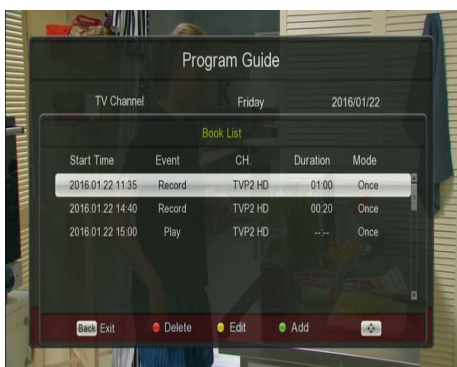 Program Guide
TV Channel Friday 2016/01/22
Book List
Start Time Event CH. Duration Mode
2016.01.22 11:35 Record TVP2 HD 01:00 Once
2016.01.22 14:40 Record TVP2 HD 00:20 Once
2016.01.22 15:00 Play TVP2 HD --:-- Once
Back Exit Delete Edit Add